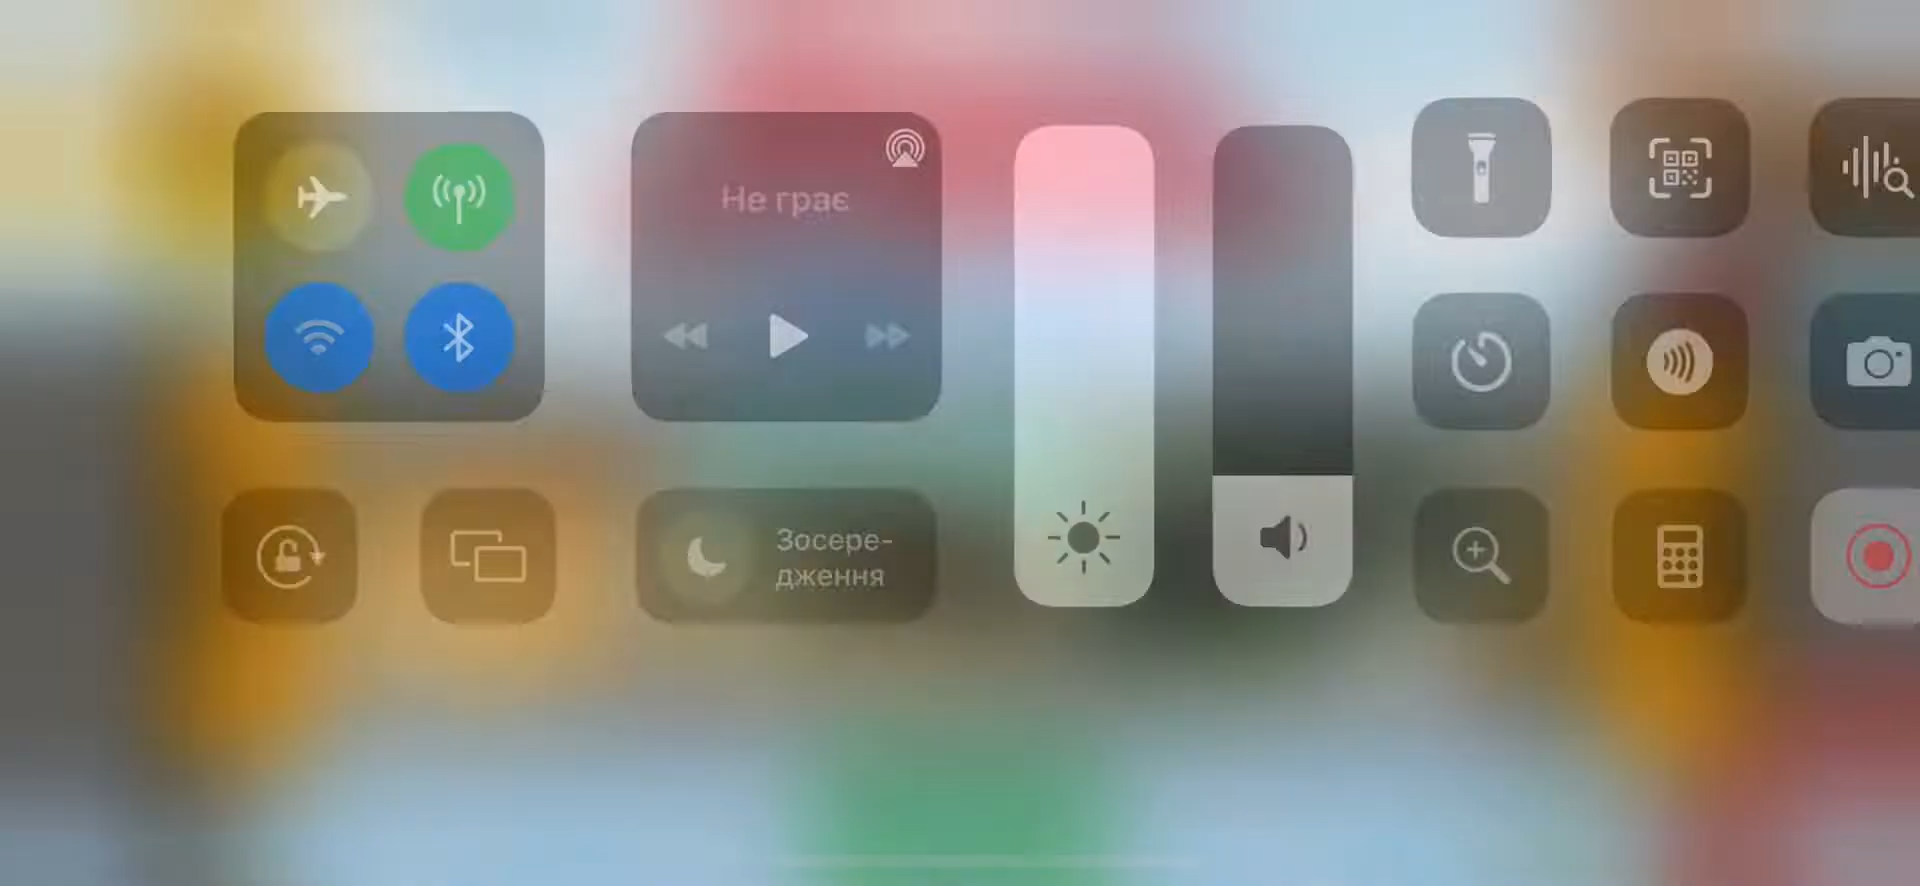 Не грає
Зосере-
дження